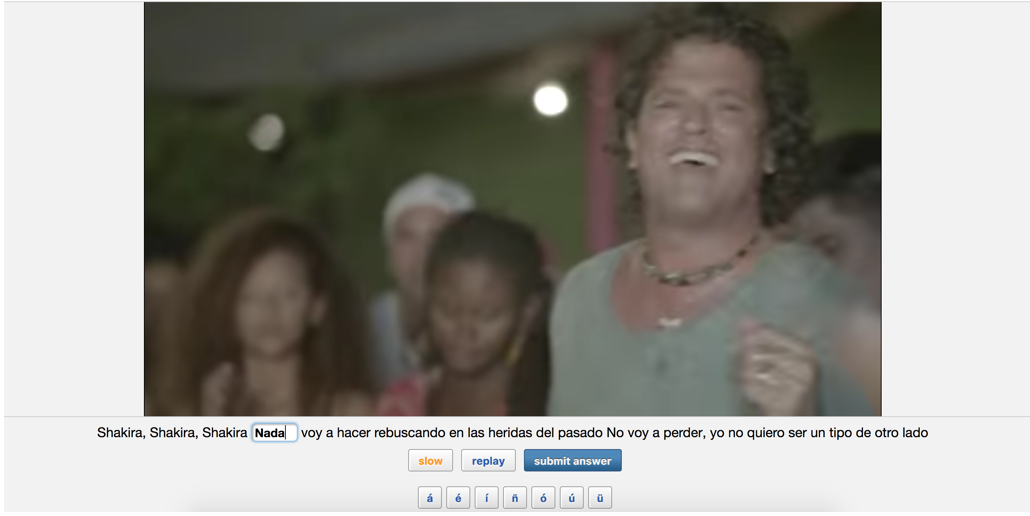 Shakira, Shakira, Shakira Nada voy a hacer rebuscando en las heridas del pasado No voy a perder, yo no quiero ser un tipo de otro lado
slow replay submit answer
á é í ñ ó ú ü